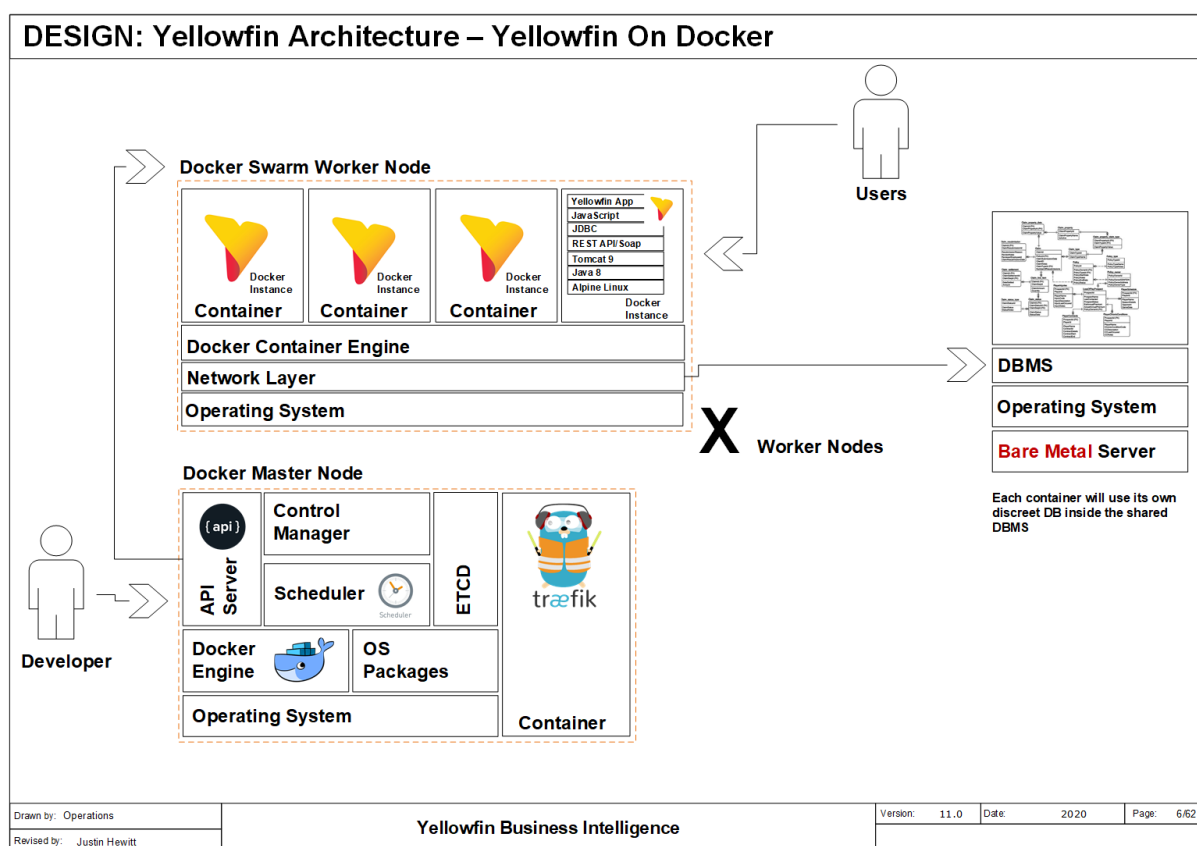 DESIGN: Yellowfin Architecture – Yellowfin On Docker
Users
Docker Swarm Worker Node
Docker
Instance
Container
Docker
Instance
Container
Docker
Instance
Container
Yellowfin App
JavaScript
JDBC
REST API/Soap
Tomcat 9
Java 8
Alpine Linux
Docker
Instance
Docker Container Engine
Network Layer
Operating System
X
Worker Nodes
DBMS
Operating System
Bare Metal Server
Each container will use its own
discreet DB inside the shared
DBMS
Docker Master Node
{ api }
API
Server
Control
Manager
Scheduler
Scheduler
ETCD
træfik
Docker
Engine
OS
Packages
Operating System
Container
Developer
Drawn by: Operations
Revised by: Justin Hewitt
Yellowfin Business Intelligence
Version: 11.0
Date: 2020
Page: 6/62